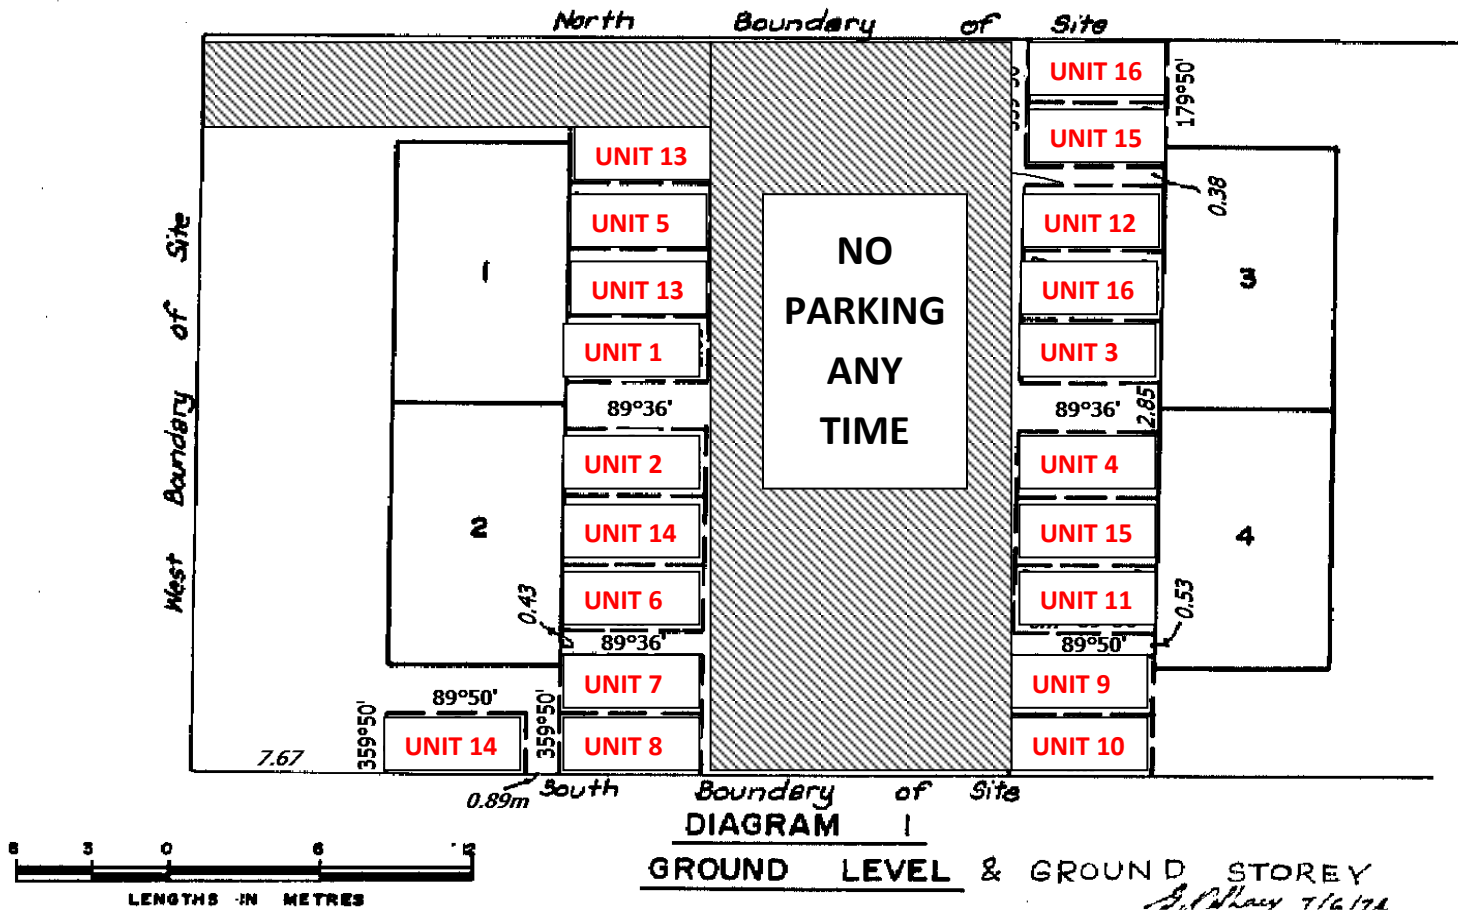 North Boundary of Site
UNIT 16
179°50'
UNIT 15
UNIT 13
0.38
UNIT 5
UNIT 12
West Boundary of Site
1
UNIT 13
NO
PARKING
ANY
TIME
UNIT 16
3
UNIT 1
UNIT 3
89°36'
89°36'
2.85
UNIT 2
UNIT 4
2
UNIT 14
UNIT 15
4
0.43
UNIT 6
UNIT 11
0.53
89°36'
89°50'
UNIT 7
UNIT 9
89°50'
359°50'
UNIT 14
359°50'
UNIT 8
UNIT 10
7.67
0.89m
South Boundary of Site
DIAGRAM 1
GROUND LEVEL & GROUND STOREY
3 0 6
LENGTHS IN METRES